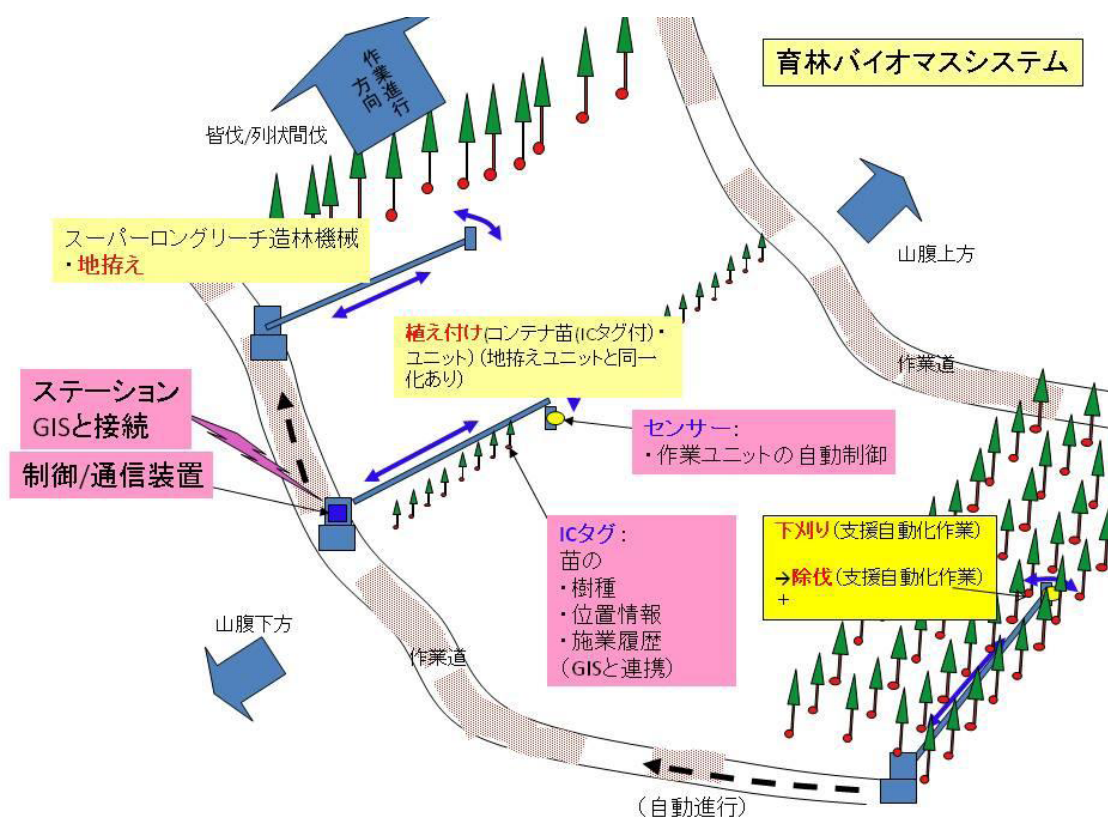 育林バイオマスシステム
作業進行
方向
皆伐/列状間伐
スーパーロングリーチ造林機械
・地拵え
山腹上方
植え付け(コンテナ苗(ICタグ付)・
ユニット) (地拵えユニットと同一
化あり)
作業道
ステーション
GISと接続
制御/通信装置
センサー:
・作業ユニットの自動制御
ICタグ:
苗の
・樹種
・位置情報
・施業履歴
(GISと連携)
下刈り(支援自動化作業)
→除伐(支援自動化作業)
+
山腹下方
作業道
(自動進行)